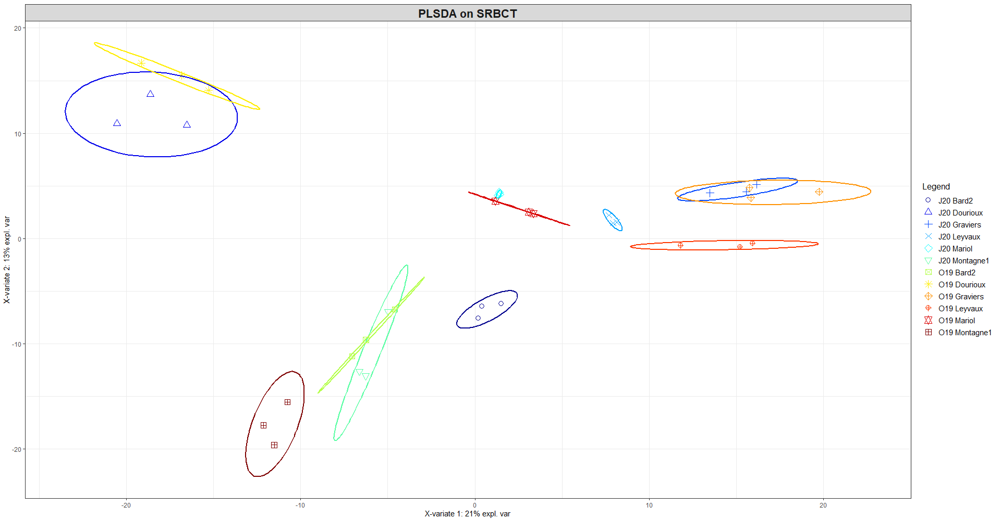 PLSDA on SRBCT
20
10
0
-10
-20
X-variate 2: 13% expl. var
-20
-10
0
10
20
X-variate 1: 21% expl. var
Legend
J20 Bard2
J20 Dourioux
J20 Graviers
J20 Leyvaux
J20 Mariol
J20 Montagne1
O19 Bard2
O19 Dourioux
O19 Graviers
O19 Leyvaux
O19 Mariol
O19 Montagne1